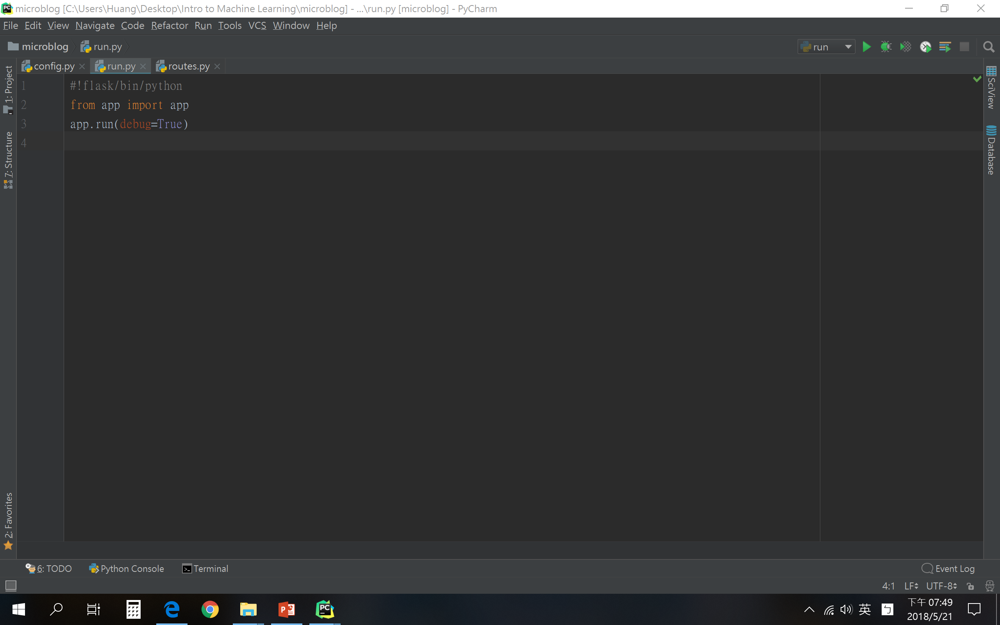 microblog [C:\Users\Huang\Desktop\Intro to Machine Learning\microblog] - ...\run.py [microblog] - PyCharm
File Edit View Navigate Code Refactor Run Tools VCS Window Help
microblog run.py run
config.py run.py routes.py
1 #!flask/bin/python
2 from app import app
3 app.run(debug=True)
4
1: Project
7: Structure
2: Favorites
SciView
Database
6: TODO Python Console Terminal Event Log
4:1 LF UTF-8
英 ㄅ 下午 07:49
2018/5/21